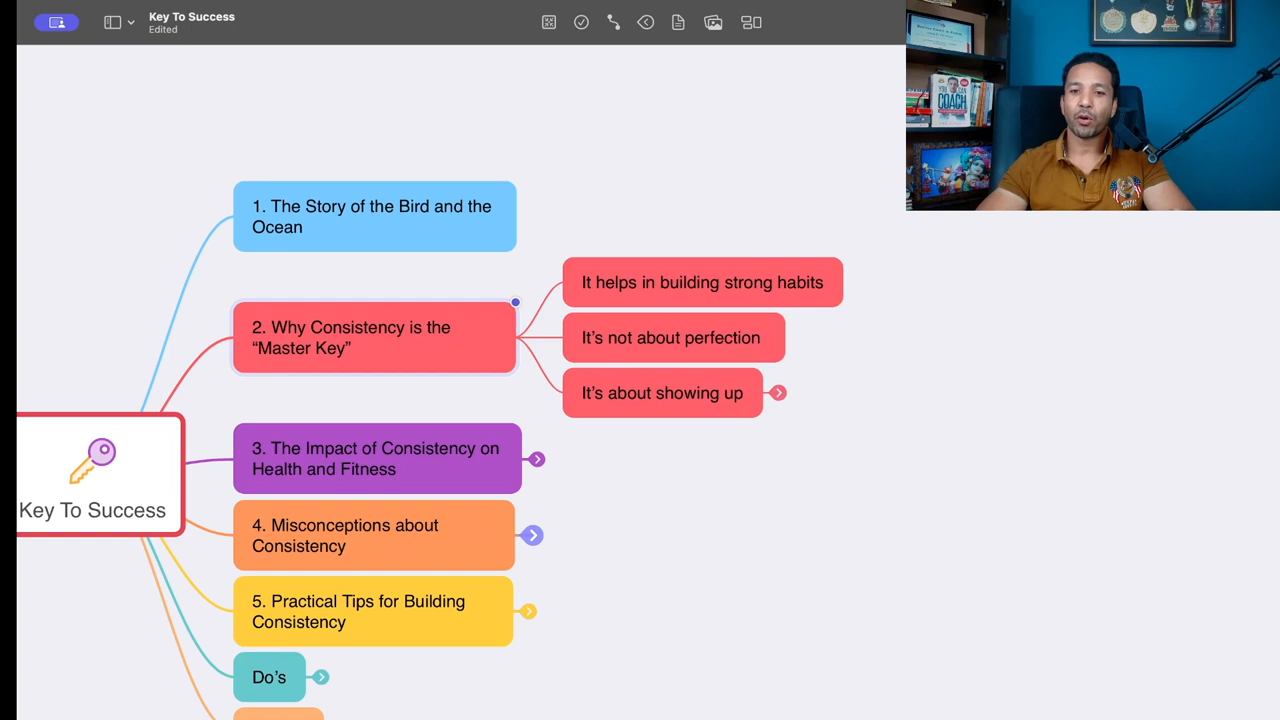 Key To Success
Edited
YOU CAN
COACH
1. The Story of the Bird and the
Ocean
2. Why Consistency is the
“Master Key”
It helps in building strong habits
It’s not about perfection
It’s about showing up
3. The Impact of Consistency on
Health and Fitness
Key To Success
4. Misconceptions about
Consistency
5. Practical Tips for Building
Consistency
Do’s